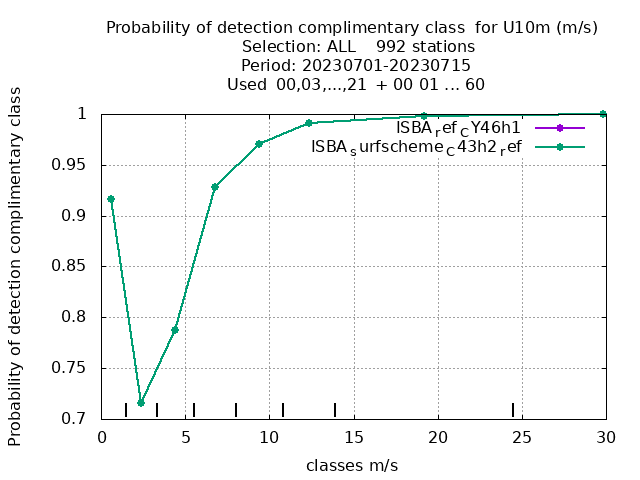 Probability of detection complimentary class  for U10m (m/s)
Selection: ALL    992 stations
Period: 20230701-20230715
Used  00,03,...,21  + 00 01 ... 60
Probability of detection complimentary class
1
0.95
0.9
0.85
0.8
0.75
0.7
0 5 10 15 20 25 30
classes m/s
ISBA_ref_CY46h1
ISBA_surfscheme_C43h2_ref